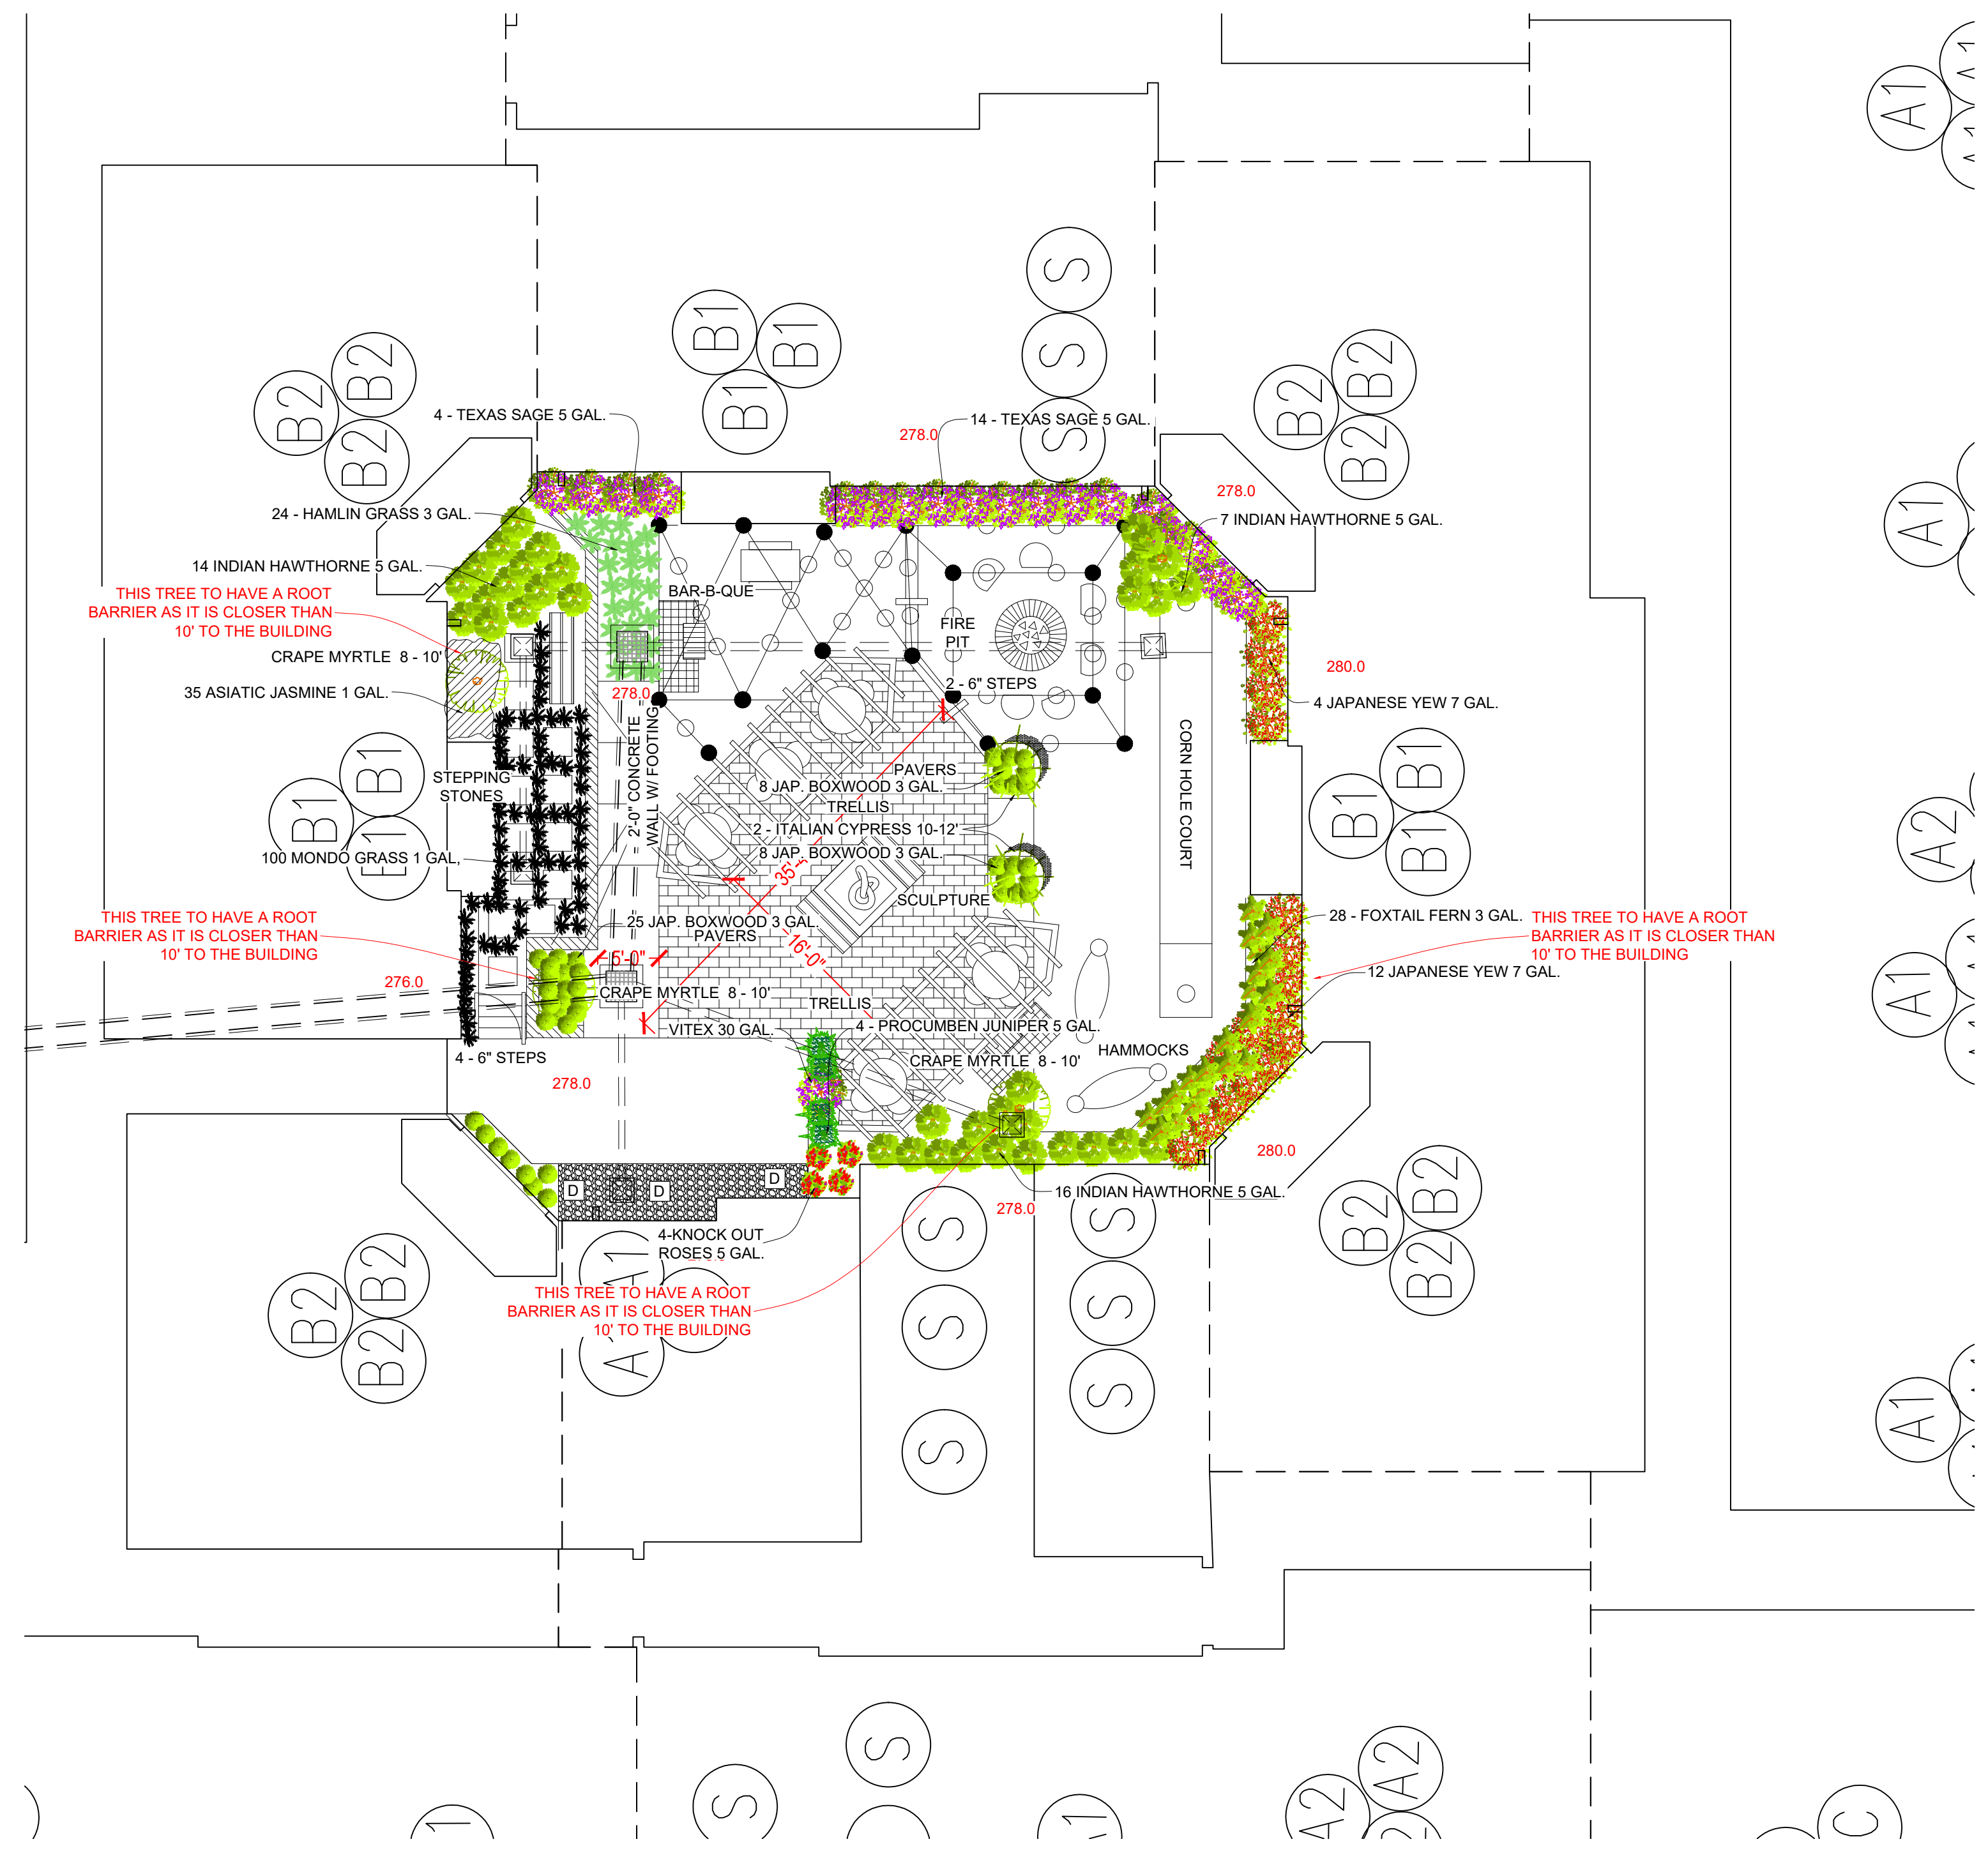 A1
A1
A1
S
B1
B1
B1
S
B2
B2
B2
B2
B2
B2
S
4 - TEXAS SAGE 5 GAL.
14 - TEXAS SAGE 5 GAL.
278.0
278.0
24 - HAMLIN GRASS 3 GAL.
7 INDIAN HAWTHORNE 5 GAL.
A1
14 INDIAN HAWTHORNE 5 GAL.
THIS TREE TO HAVE A ROOT
BARRIER AS IT IS CLOSER THAN
10' TO THE BUILDING
BAR-B-QUE
FIRE
PIT
CRAPE MYRTLE 8 - 10'
280.0
35 ASIATIC JASMINE 1 GAL.
278.0
2 - 6" STEPS
4 JAPANESE YEW 7 GAL.
2'-0" CONCRETE
WALL W/ FOOTING
CORN HOLE COURT
STEPPING
STONES
PAVERS
8 JAP. BOXWOOD 3 GAL.
TRELLIS
2 - ITALIAN CYPRESS 10-12'
8 JAP. BOXWOOD 3 GAL.
B1
B1
B1
B1
B1
B1
A2
100 MONDO GRASS 1 GAL,
35'-1"
SCULPTURE
THIS TREE TO HAVE A ROOT
BARRIER AS IT IS CLOSER THAN
10' TO THE BUILDING
25 JAP. BOXWOOD 3 GAL.
PAVERS
16'-0"
5'-0"
28 - FOXTAIL FERN 3 GAL.
THIS TREE TO HAVE A ROOT
BARRIER AS IT IS CLOSER THAN
10' TO THE BUILDING
12 JAPANESE YEW 7 GAL.
276.0
A1
CRAPE MYRTLE 8 - 10'
TRELLIS
VITEX 30 GAL.
4 - PROCUMBEN JUNIPER 5 GAL.
4 - 6" STEPS
CRAPE MYRTLE 8 - 10'
HAMMOCKS
278.0
280.0
D
D
D
16 INDIAN HAWTHORNE 5 GAL.
278.0
4-KNOCK OUT
ROSES 5 GAL.
THIS TREE TO HAVE A ROOT
BARRIER AS IT IS CLOSER THAN
10' TO THE BUILDING
B2
B2
B2
A1
A1
S
S
S
S
S
S
B2
B2
B2
A1
S
S
A1
A2
A2
C